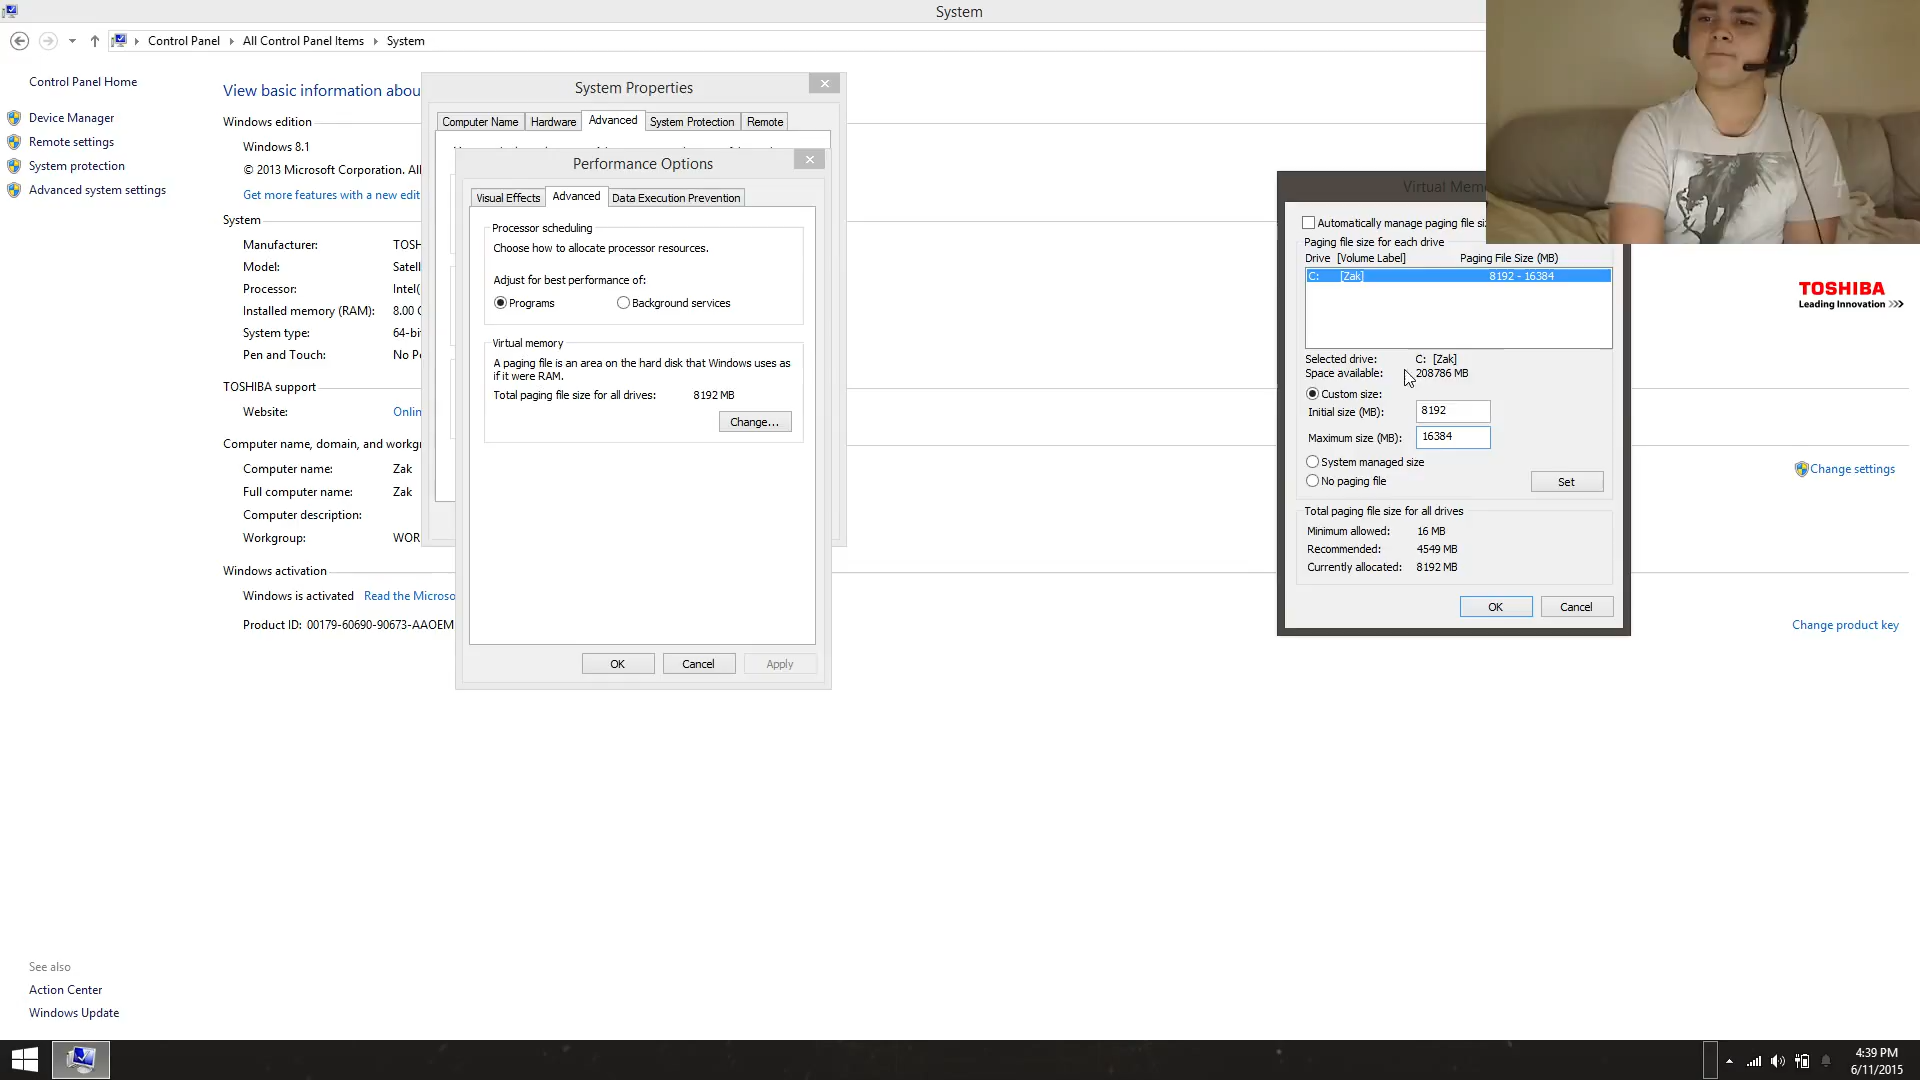 System
Control Panel
All Control Panel Items
System
Control Panel Home
Device Manager
Remote settings
System protection
Advanced system settings
View basic information abou
Windows edition
Windows 8.1
© 2013 Microsoft Corporation. All
Get more features with a new edit
System
Manufacturer: TOSH
Model: Satell
Processor: Intel(
Installed memory (RAM): 8.00
System type: 64-bi
Pen and Touch: No P
TOSHIBA support
Website: Onlin
Computer name, domain, and workgr
Computer name: Zak
Full computer name: Zak
Computer description:
Workgroup: WOR
Windows activation
Windows is activated Read the Microso
Product ID: 00179-60690-90673-AAOEM
See also
Action Center
Windows Update
System Properties
Computer Name Hardware Advanced System Protection Remote
Performance Options
Visual Effects Advanced Data Execution Prevention
Processor scheduling
Choose how to allocate processor resources.
Adjust for best performance of:
Programs Background services
Virtual memory
A paging file is an area on the hard disk that Windows uses as
if it were RAM.
Total paging file size for all drives: 8192 MB
Change...
OK Cancel Apply
Virtual Mem
Automatically manage paging file si
Paging file size for each drive
Drive [Volume Label] Paging File Size (MB)
C: [Zak] 8192 - 16384
Selected drive: C: [Zak]
Space available: 208786 MB
Custom size:
Initial size (MB): 8192
Maximum size (MB): 16384
System managed size
No paging file
Set
Total paging file size for all drives
Minimum allowed: 16 MB
Recommended: 4549 MB
Currently allocated: 8192 MB
OK Cancel
TOSHIBA
Leading Innovation >>>
Change settings
Change product key
4:39 PM
6/11/2015